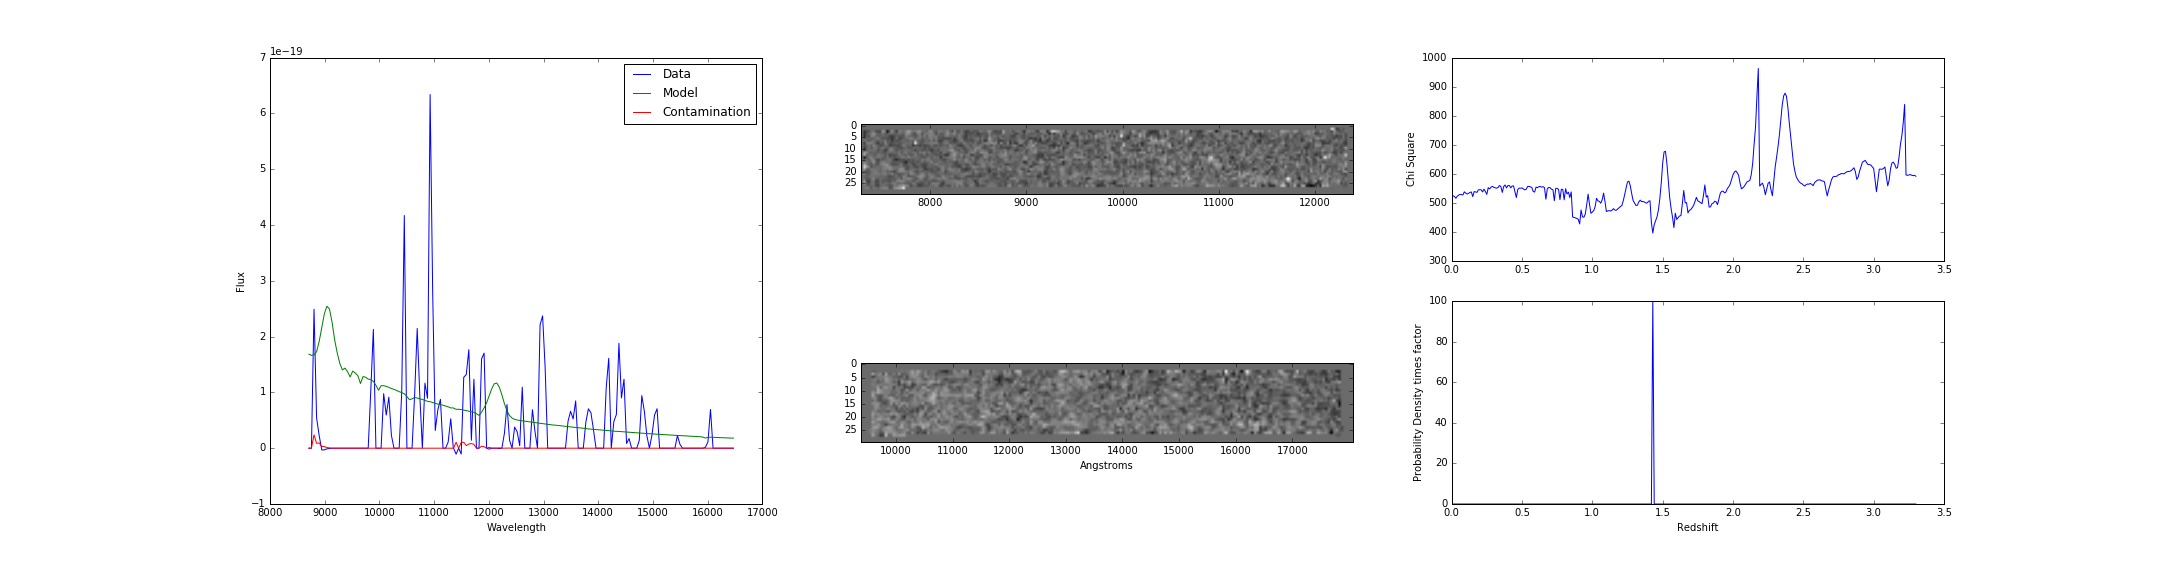 1e−19
7
6
5
4
3
2
1
0
−1
8000 9000 10000 11000 12000 13000 14000 15000 16000 17000
Wavelength
Flux
Data
Model
Contamination
0
5
10
15
20
25
8000 9000 10000 11000 12000
0
5
10
15
20
25
10000 11000 12000 13000 14000 15000 16000 17000
Angstroms
1000
900
800
700
600
500
400
300
0.0 0.5 1.0 1.5 2.0 2.5 3.0 3.5
Chi Square
100
80
60
40
20
0
0.0 0.5 1.0 1.5 2.0 2.5 3.0 3.5
Redshift
Probability Density times factor